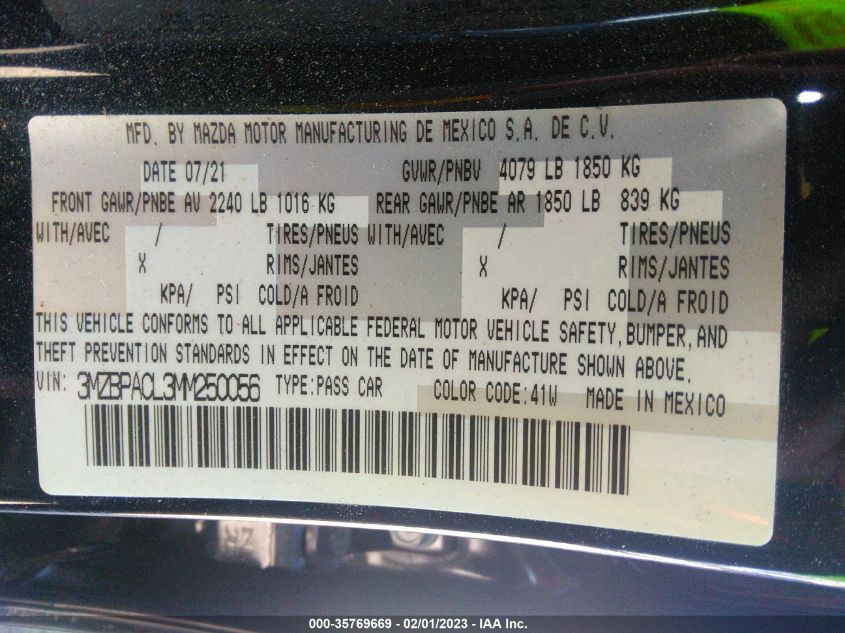 MFD. BY MAZDA MOTOR MANUFACTURING DE MEXICO S.A. DE C.V.
DATE 07/21 GVWR/PNBV 4079 LB 1850 KG
FRONT GAWR/PNBE AV 2240 LB 1016 KG REAR GAWR/PNBE AR 1850 LB 839 KG
WITH/AVEC / TIRES/PNEUS WITH/AVEC / TIRES/PNEUS
X RIMS/JANTES X RIMS/JANTES
KPA/ PSI COLD/A FROID KPA/ PSI COLD/A FROID
THIS VEHICLE CONFORMS TO ALL APPLICABLE FEDERAL MOTOR VEHICLE SAFETY, BUMPER, AND
THEFT PREVENTION STANDARDS IN EFFECT ON THE DATE OF MANUFACTURE SHOWN ABOVE.
VIN: 3MZBPACL3MM250056 TYPE:PASS CAR COLOR CODE:41W MADE IN MEXICO
000-35769669 — 02/01/2023 — IAA Inc.